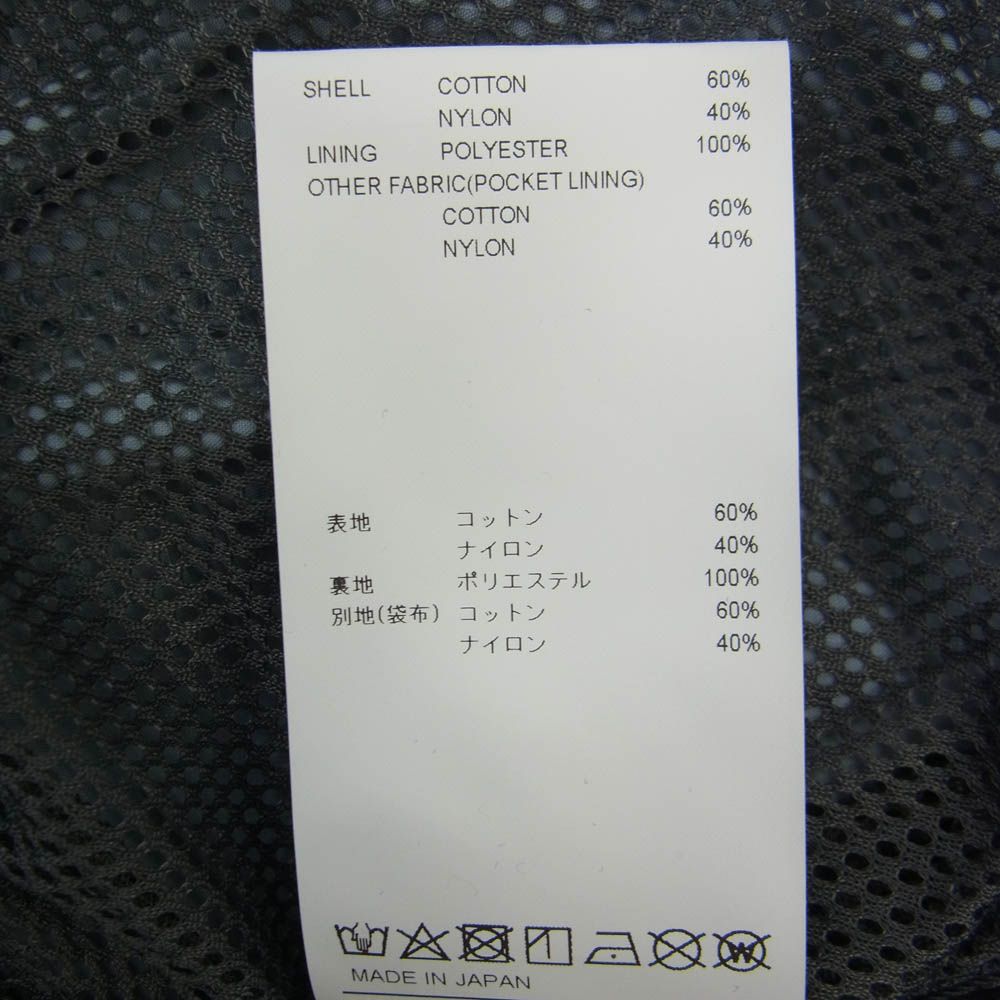 SHELL COTTON 60%
NYLON 40%
LINING POLYESTER 100%
OTHER FABRIC(POCKET LINING)
COTTON 60%
NYLON 40%
表地 コットン 60%
ナイロン 40%
裏地 ポリエステル 100%
別地(袋布) コットン 60%
ナイロン 40%
W
MADE IN JAPAN